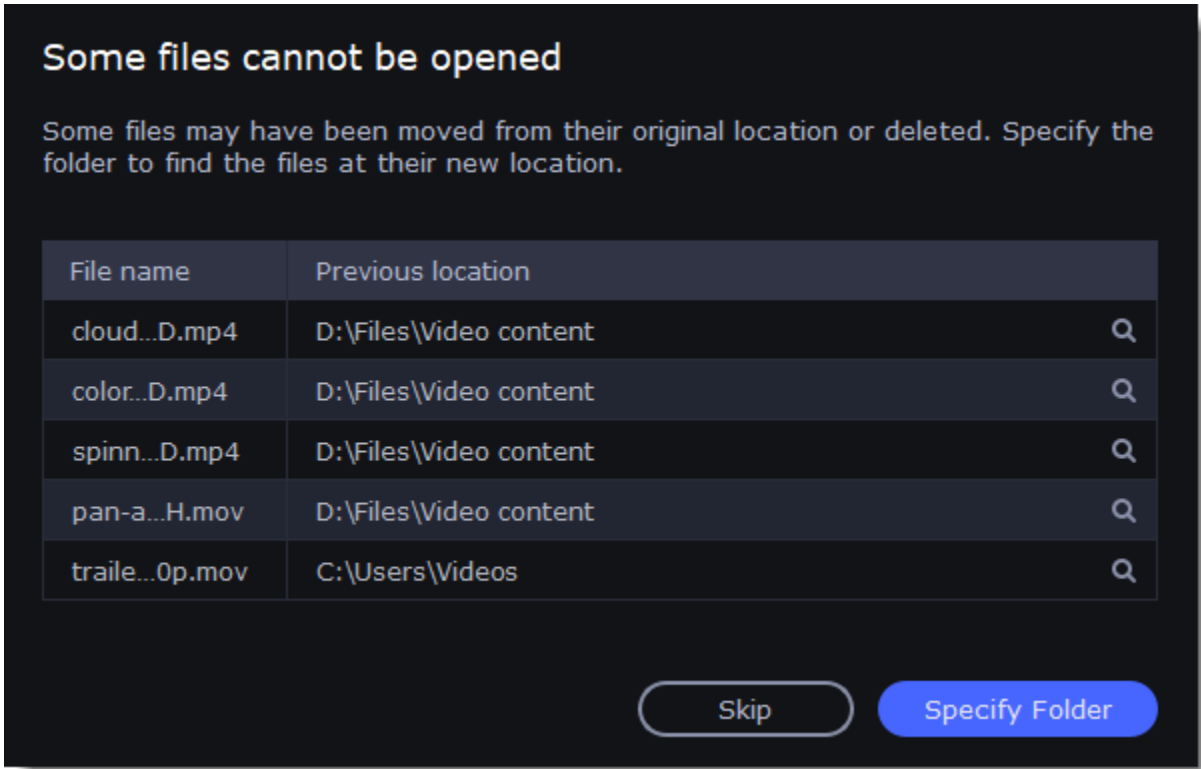 Some files cannot be opened
Some files may have been moved from their original location or deleted. Specify the
folder to find the files at their new location.
File name Previous location
cloud...D.mp4 D:\Files\Video content
color...D.mp4 D:\Files\Video content
spinn...D.mp4 D:\Files\Video content
pan-a...H.mov D:\Files\Video content
traile...0p.mov C:\Users\Videos
Skip Specify Folder